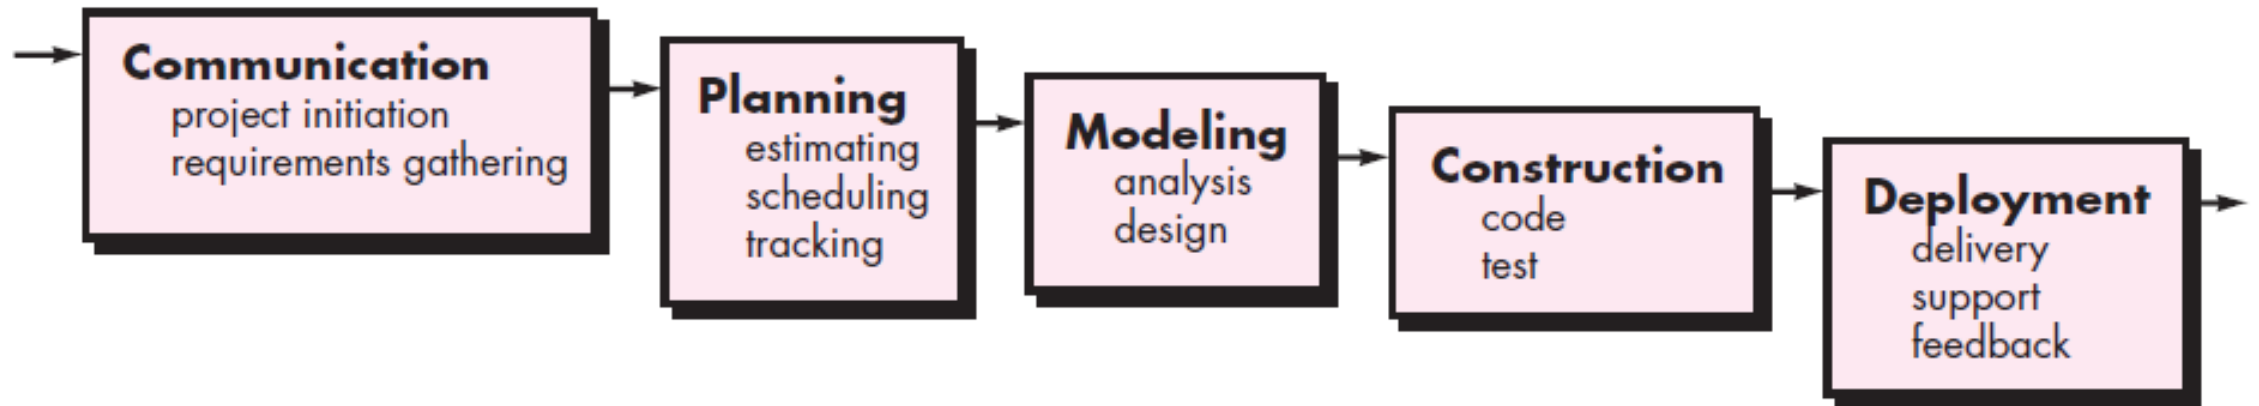 Communication
project initiation
requirements gathering
Planning
estimating
scheduling
tracking
Modeling
analysis
design
Construction
code
test
Deployment
delivery
support
feedback